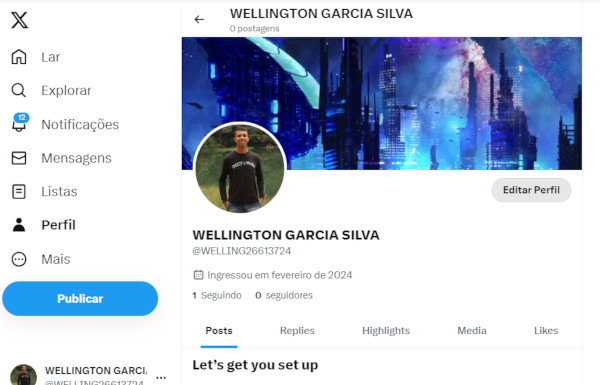 WELLINGTON GARCIA SILVA
0 postagens
Lar
Explorar
12
Notificações
Mensagens
Listas
Perfil
Mais
Publicar
WELLINGTON GARCI
@WELLING26613724
Editar Perfil
WELLINGTON GARCIA SILVA
@WELLING26613724
Ingressou em fevereiro de 2024
1 Seguindo 0 seguidores
Posts Replies Highlights Media Likes
Let's get you set up